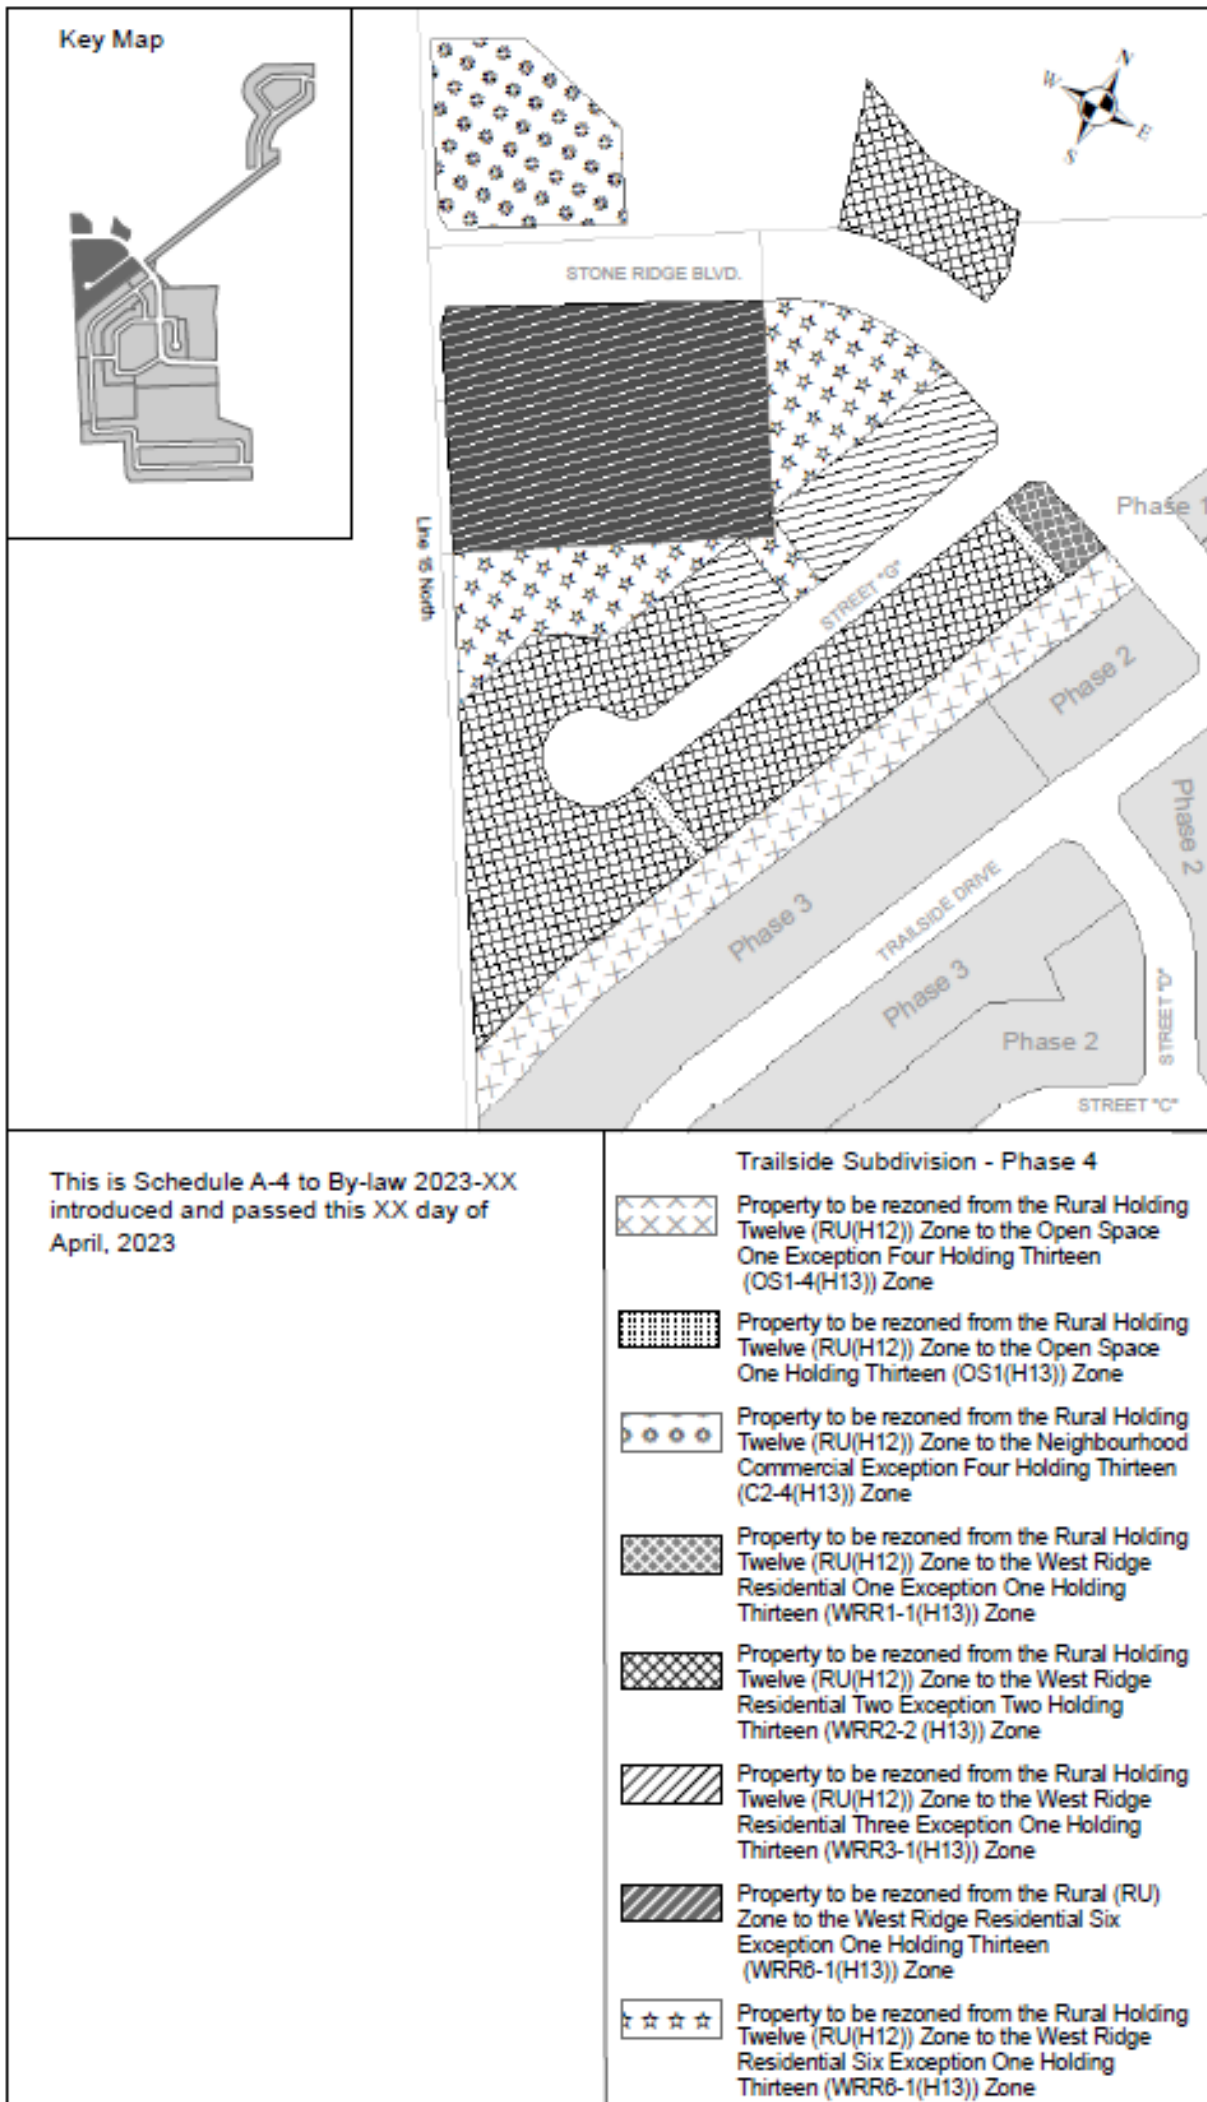 Key Map
N
W
E
S
STONE RIDGE BLVD.
Line 15 North
STREET "G"
Phase 1
Phase 2
Phase 2
Phase 3
TRAILSIDE DRIVE
Phase 3
Phase 2
STREET "D"
STREET "C"
This is Schedule A-4 to By-law 2023-XX
introduced and passed this XX day of
April, 2023
Trailside Subdivision - Phase 4
Property to be rezoned from the Rural Holding
Twelve (RU(H12)) Zone to the Open Space
One Exception Four Holding Thirteen
(OS1-4(H13)) Zone
Property to be rezoned from the Rural Holding
Twelve (RU(H12)) Zone to the Open Space
One Holding Thirteen (OS1(H13)) Zone
Property to be rezoned from the Rural Holding
Twelve (RU(H12)) Zone to the Neighbourhood
Commercial Exception Four Holding Thirteen
(C2-4(H13)) Zone
Property to be rezoned from the Rural Holding
Twelve (RU(H12)) Zone to the West Ridge
Residential One Exception One Holding
Thirteen (WRR1-1(H13)) Zone
Property to be rezoned from the Rural Holding
Twelve (RU(H12)) Zone to the West Ridge
Residential Two Exception Two Holding
Thirteen (WRR2-2 (H13)) Zone
Property to be rezoned from the Rural Holding
Twelve (RU(H12)) Zone to the West Ridge
Residential Three Exception One Holding
Thirteen (WRR3-1(H13)) Zone
Property to be rezoned from the Rural (RU)
Zone to the West Ridge Residential Six
Exception One Holding Thirteen
(WRR6-1(H13)) Zone
Property to be rezoned from the Rural Holding
Twelve (RU(H12)) Zone to the West Ridge
Residential Six Exception One Holding
Thirteen (WRR6-1(H13)) Zone